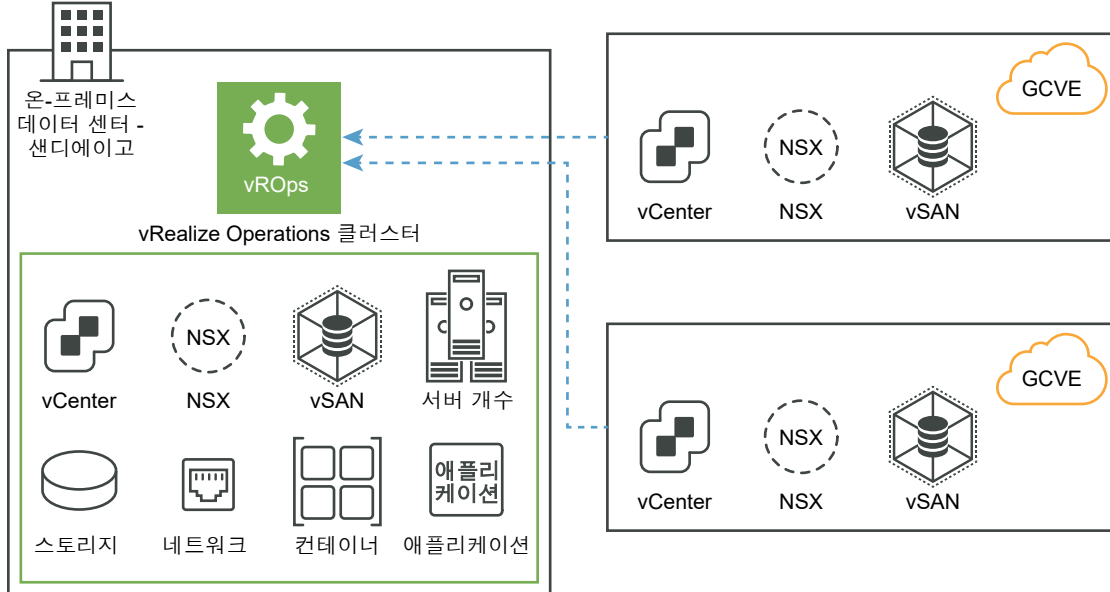 온-프레미스
데이터 센터 -
샌디에이고
vROps
vRealize Operations 클러스터
NSX
vCenter
NSX
vSAN
서버 개수
애플리
케이션
스토리지
네트워크
컨테이너
애플리케이션
GCVE
NSX
vCenter
NSX
vSAN
GCVE
NSX
vCenter
NSX
vSAN